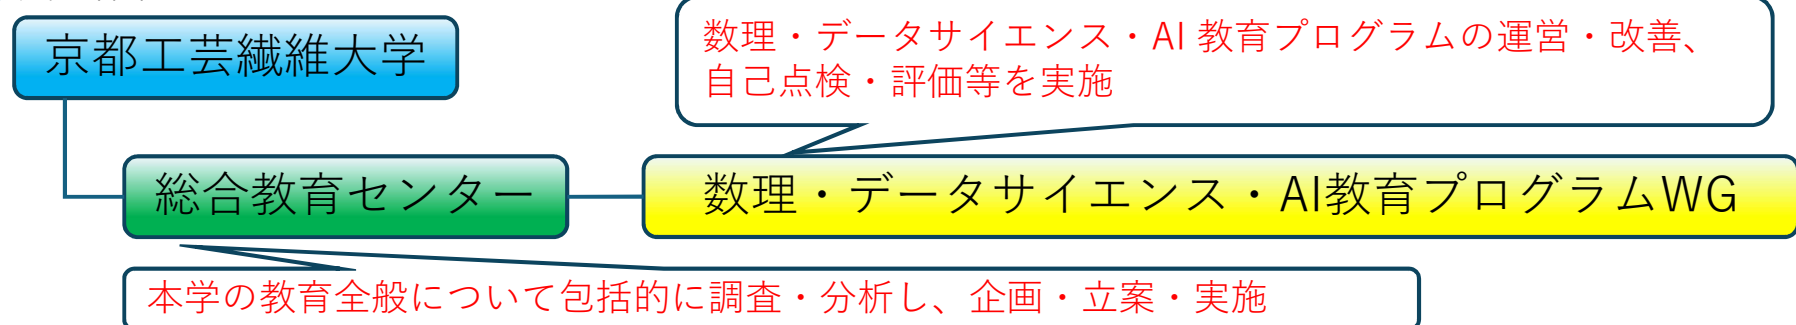 京都工芸繊維大学
数理・データサイエンス・AI 教育プログラムの運営・改善、
自己点検・評価等を実施
総合教育センター
数理・データサイエンス・AI教育プログラムWG
本学の教育全般について包括的に調査・分析し、企画・立案・実施